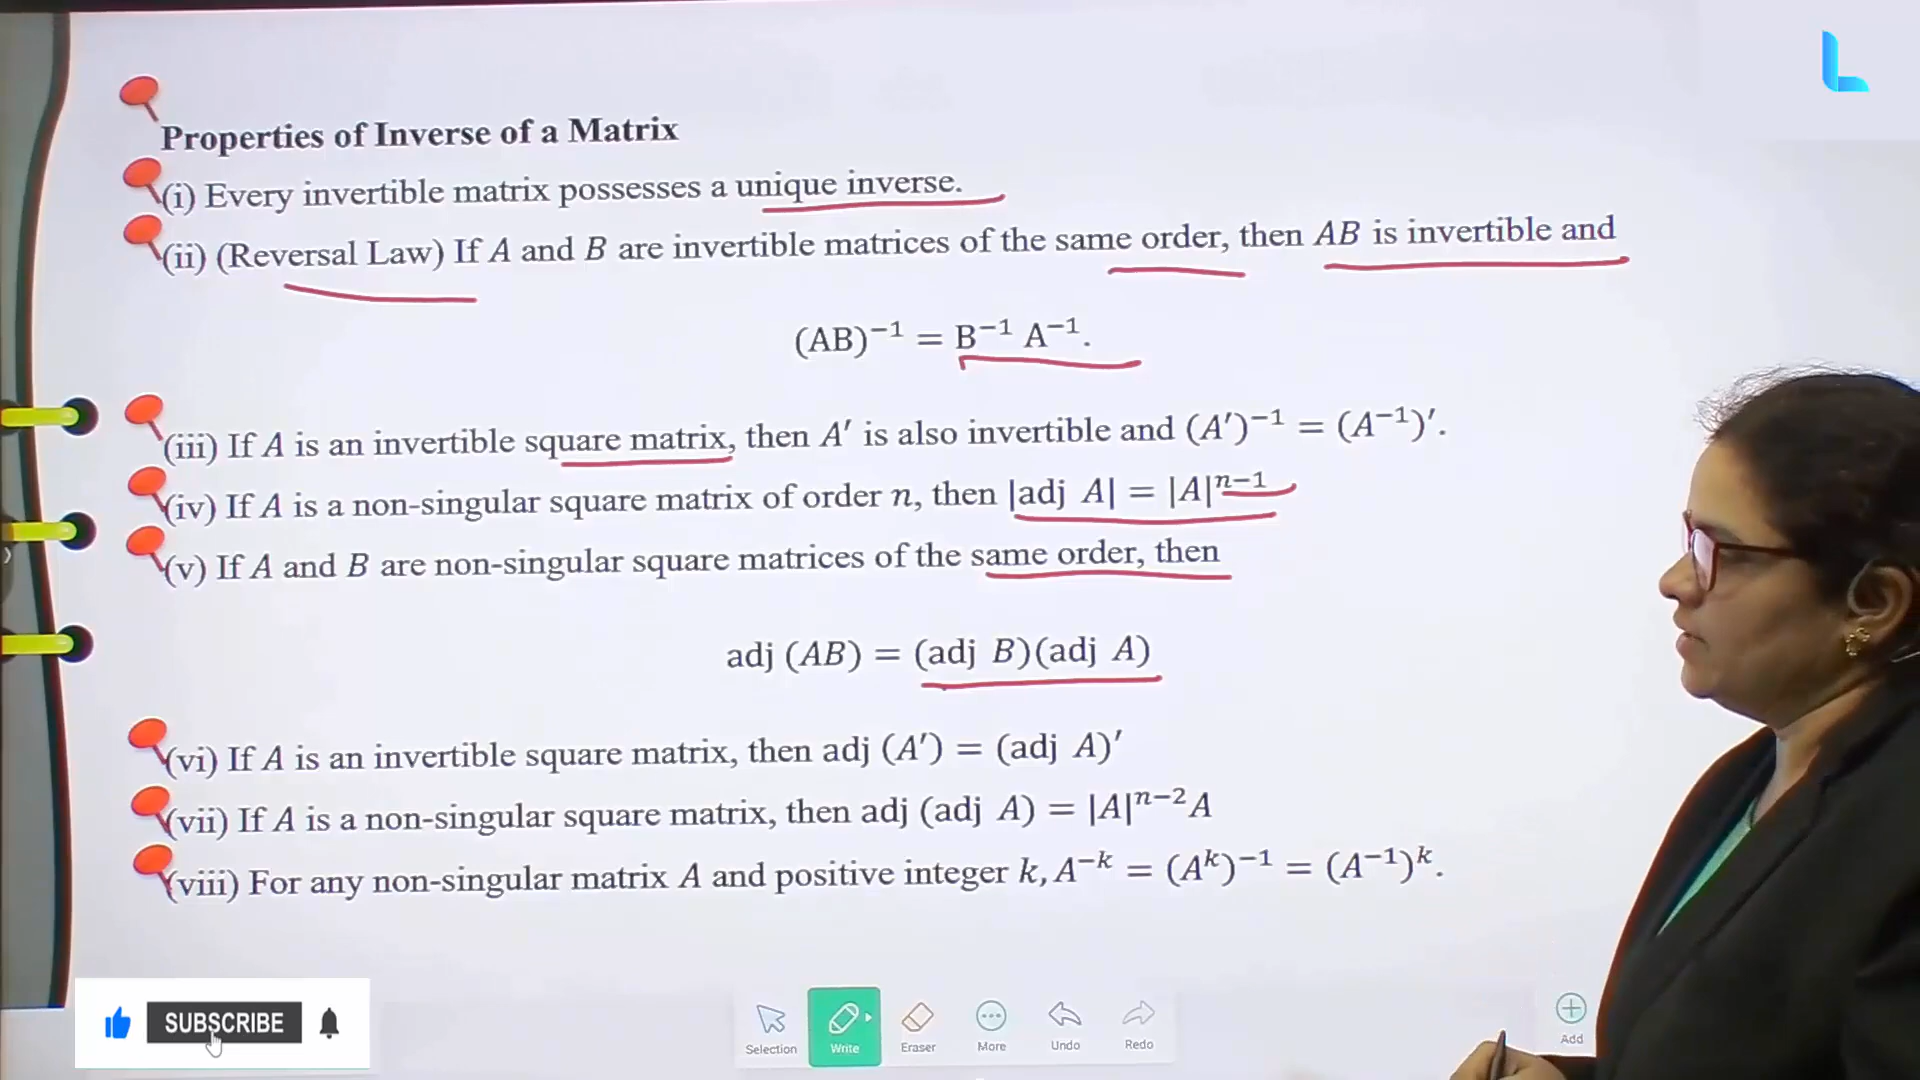 Properties of Inverse of a Matrix
(i) Every invertible matrix possesses a unique inverse.
(ii) (Reversal Law) If A and B are invertible matrices of the same order, then AB is invertible and
(AB)⁻¹ = B⁻¹ A⁻¹.
(iii) If A is an invertible square matrix, then A′ is also invertible and (A′)⁻¹ = (A⁻¹)′.
(iv) If A is a non-singular square matrix of order n, then |adj A| = |A|ⁿ⁻¹
(v) If A and B are non-singular square matrices of the same order, then
adj (AB) = (adj B)(adj A)
(vi) If A is an invertible square matrix, then adj (A′) = (adj A)′
(vii) If A is a non-singular square matrix, then adj (adj A) = |A|ⁿ⁻²A
(viii) For any non-singular matrix A and positive integer k, A⁻ᵏ = (Aᵏ)⁻¹ = (A⁻¹)ᵏ.
SUBSCRIBE
Selection Write Eraser More Undo Redo Add